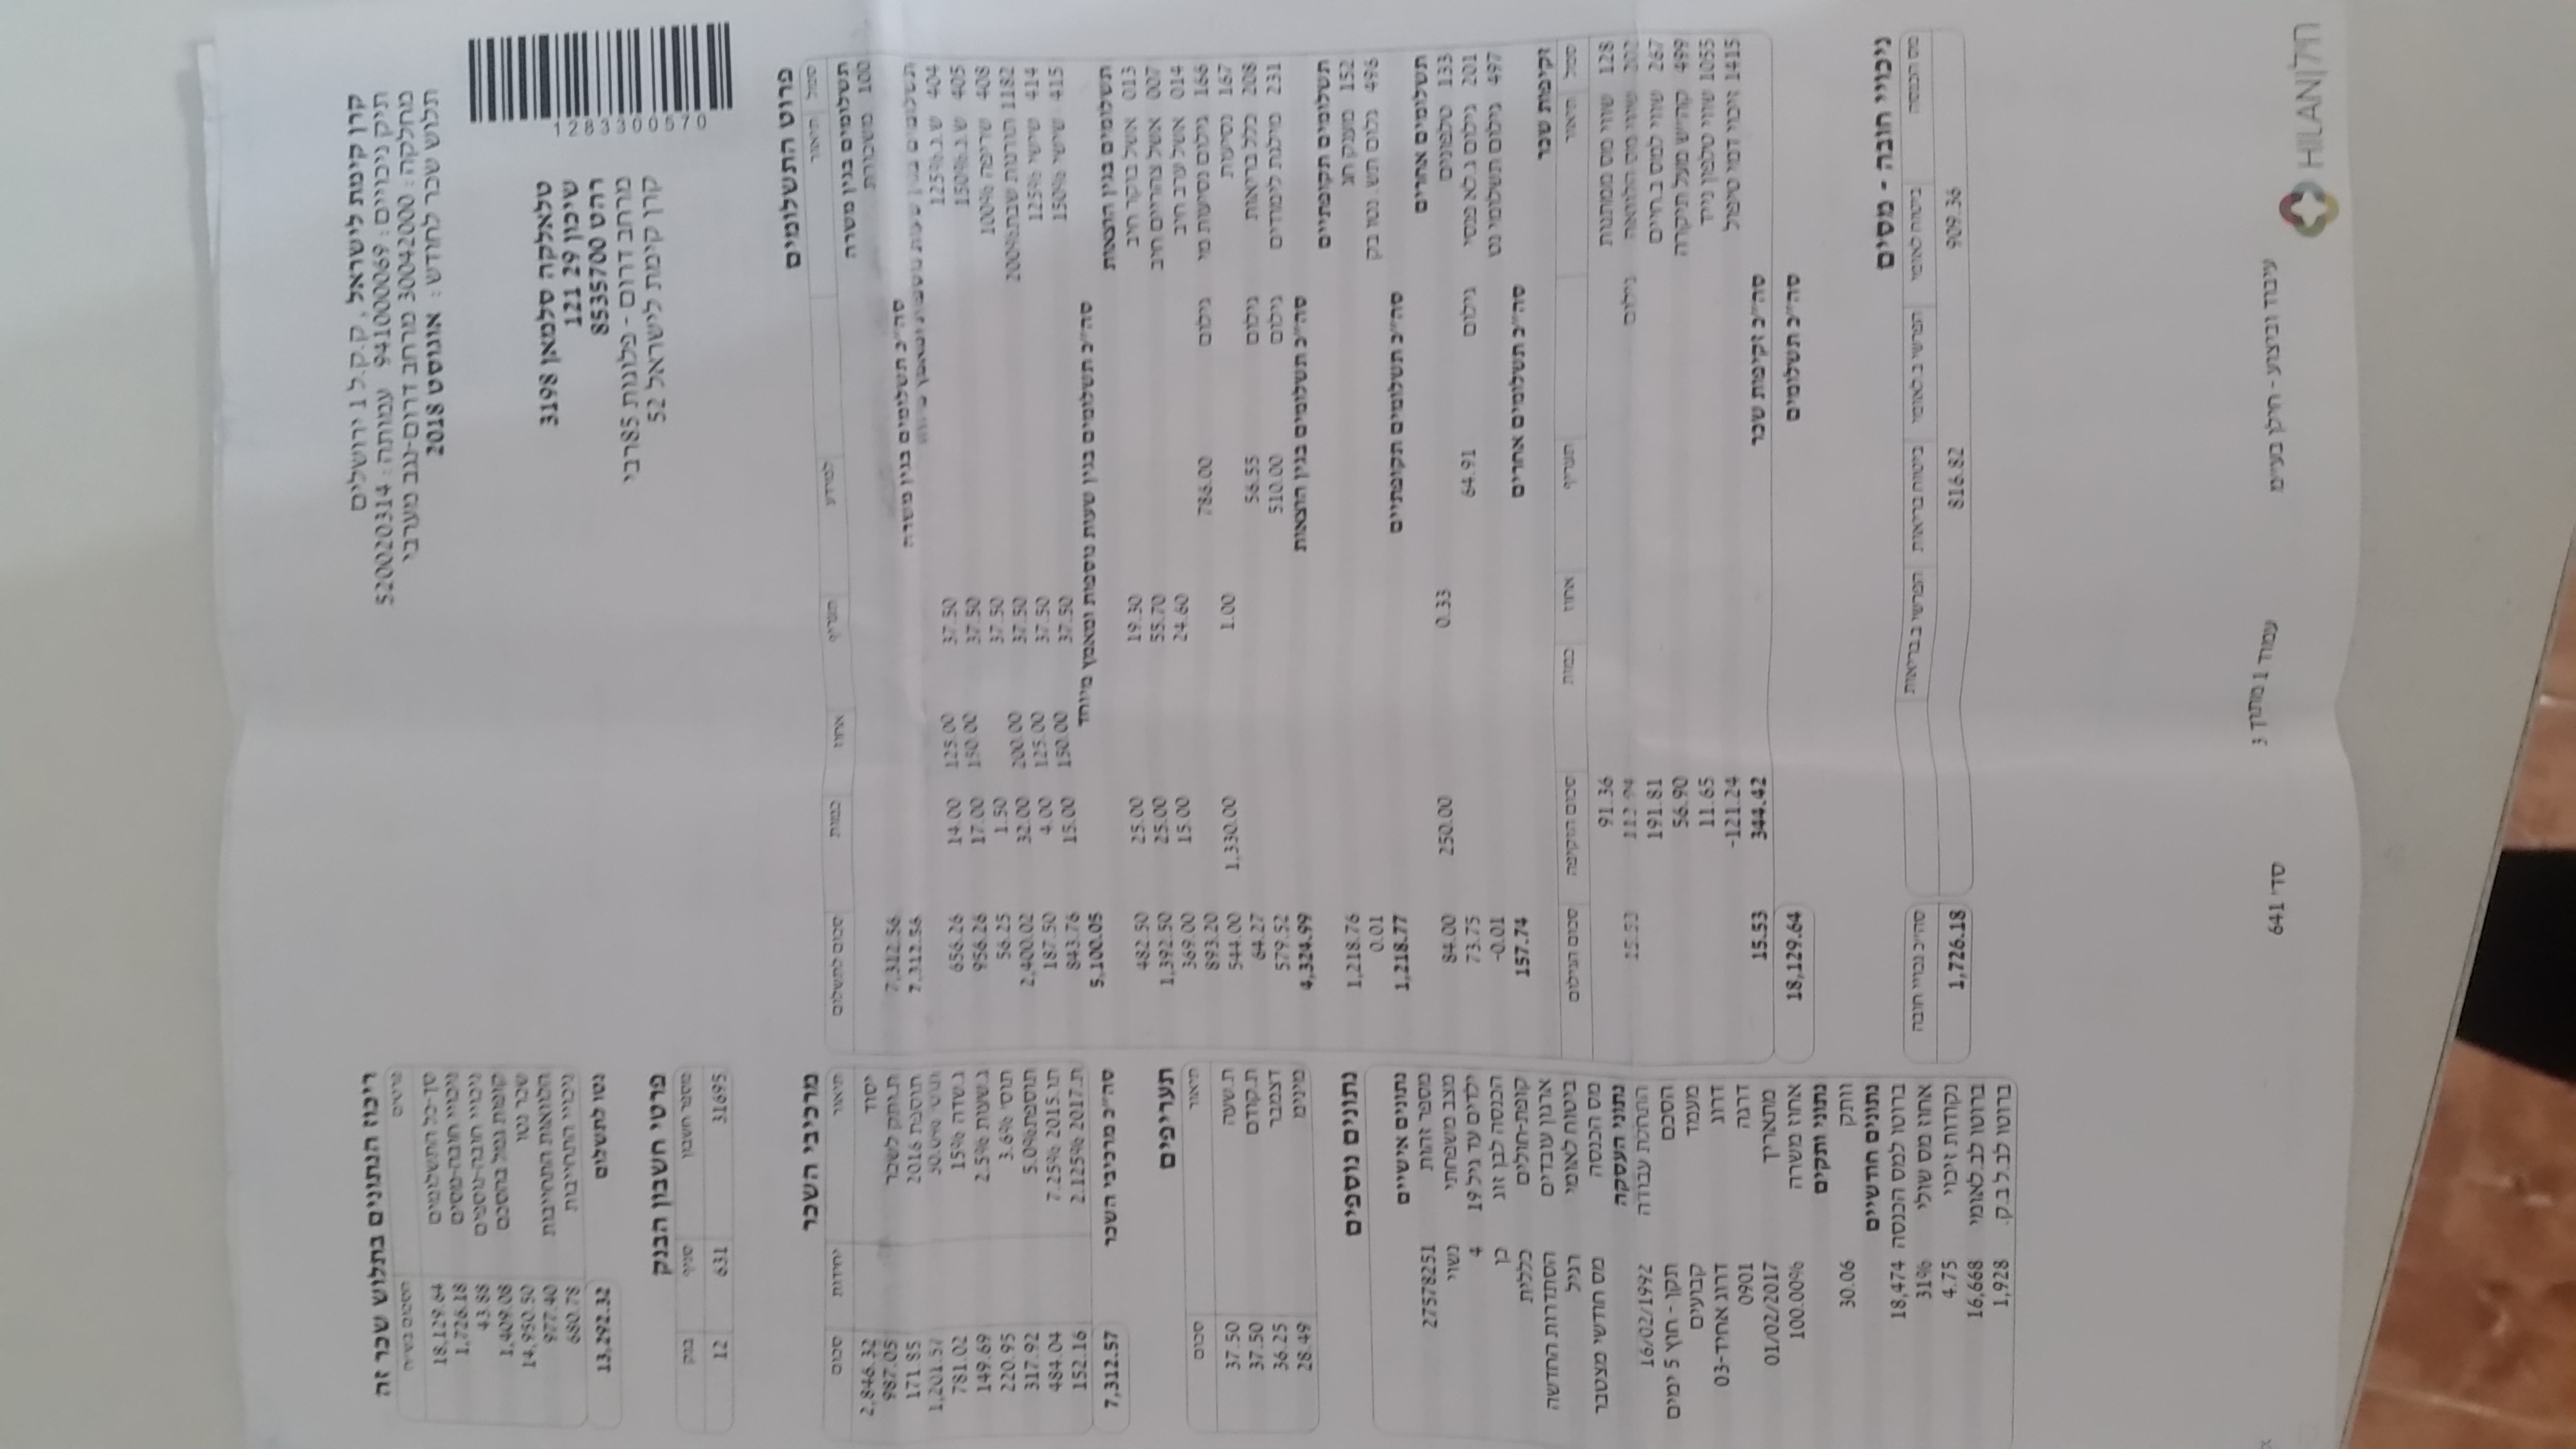 קרן קימת לישראל, ק.ק.ל 1 ירושלים
תיק ניכויים: 941000069 עמותה: 520020314
מחלקה: 30042000 מרחב דרום-נגב מערבי
תלוש שכר לחודש: אוגוסט 2018
1283300570
טלאלקה סלמאן 3198
שיכון 29 121
רהט 8535700
מרחב דרום - פלוגות 85רבי
קרן קימת לישראל 52
ריכוז הנתונים בתלוש שכר זה
פרטים הסכום בש״ח
סך-כל התשלומים 18,129.64
ניכויי חובה-מסים 1,726.18
ניכויי חובה-נוספים 43.88
קופות גמל בהסכם 1,409.08
שכר נטו 14,950.50
הלוואות התחייבות 977.40
ניכויי התחייבות 680.78
נטו לתשלום 13,292.32
פרטי חשבון הבנק
מספר חשבון סניף בנק
31695 631 12
פרוט התשלומים
סמל תיאור למידע תעריף אחוז כמות סכום לתשלום
תשלומים בגין משרה
100 משכורת 7,312.56
סה״כ תשלומים בגין משרה 7,312.56
תשלומים בגין שעות נוספות ומאמץ מיוחד
404 ש.נ.125% 37.50 125.00 14.00 656.26
405 ש.נ.150% 37.50 150.00 17.00 956.26
408 שריפה 100% 37.50 1.50 56.25
1182 תורנות שבת200% 37.50 200.00 32.00 2,400.02
414 שישי 125% 37.50 125.00 4.00 187.50
415 שישי 150% 37.50 150.00 15.00 843.76
סה״כ תשלומים בגין שעות נוספות ומאמץ מיוחד 5,100.05
תשלומים בגין הוצאות
013 אשל בוקר חיב 19.30 25.00 482.50
007 אשל צהריים חיב 55.70 25.00 1,392.50
014 אשל ערב חיב 24.60 15.00 369.00
166 גילום נסיעות מי גילום 786.00 893.20
167 נסיעות 1.00 1,330.00 544.00
208 כלל בריאות גילום 56.55 64.27
231 מילגת לימודים גילום 510.00 579.52
סה״כ תשלומים בגין הוצאות 4,324.99
תשלומים תקופתיים
152 מענק חג 1,218.76
496 גלום תש. נטו בק 0.01
סה״כ תשלומים תקופתיים 1,218.77
תשלומים אחרים
133 טלפונים 0.33 250.00 84.00
201 גילום ג.לא פנסי גילום 64.91 73.75
497 גילום תשלומי נט -0.01
סה״כ תשלומים אחרים 157.74
זקיפות שכר
סמל תיאור תעריף אחוז כמות סכום הזקיפה סכום הגילום
128 שווי מס ממתנות 91.36
202 שווי מס הלוואה גילום 112.94 15.53
267 שווי למס ב.חיים 191.81
499 קה״ש מעל תיקרה 56.90
1055 שווי טלפון נייד 11.65
1415 זיכוי דמי טיפול -121.24
סה״כ זקיפות שכר 344.42 15.53
סה״כ תשלומים 18,129.64
ניכויי חובה - מסים
מס הכנסה ביטוח לאומי הפרשי ב.לאומי ביטוח בריאות הפרשי ב.בריאות סה״כ נכויי חובה
909.36 816.82 1,726.18
מרכיבי השכר
תיאור יחידות סכום
יסוד 2,846.32
ת.ותק לשכר 987.05
תוספת 2016 171.85
תוס׳ 30.0% 1,201.57
ג.שדה 15% 781.02
ג.שעות 2.5% 149.69
תוס׳ 3.6% 220.95
תוספת5.0% 317.92
תו.2015 7.25% 484.04
ת.2017 2.125% 152.16
סה״כ מרכיבי השכר 7,312.57
תעריפים
תיאור סכום
ת.שעה 37.50
ת.קודם 37.50
דצמבר 36.25
מינימ 28.49
נתונים נוספים
נתונים אישיים
מספר זהות 27578251
מצב משפחתי נשוי
ילדים עד גיל 19 4
הכנסה לבן זוג כן
קופת-חולים כללית
ארגון עובדים הסתדרות החדשה
ביטוח לאומי רגיל
מס הכנסה מס חודשי מצטבר
נתוני העסקה
התחלת עבודה 16/02/1992
הסכם תקן - חוץ 5 ימים
מעמד קבועים
דרוג דרוג אחיד-03
דרגה 0901
מתאריך 01/02/2017
אחוז משרה 100.00%
נתוני ותקים
וותק 30.06
נתונים חודשיים
ברוטו למס הכנסה 18,474
אחוז מס שולי 31%
נקודות זיכוי 4.75
ברוטו לב.לאומי 16,668
ברוטו לב.ל ב.ק. 1,928
עיבוד וביצוע - חילן בע״מ
עמוד 1 מתוך 3
סד׳ 641
חילן|HILAN